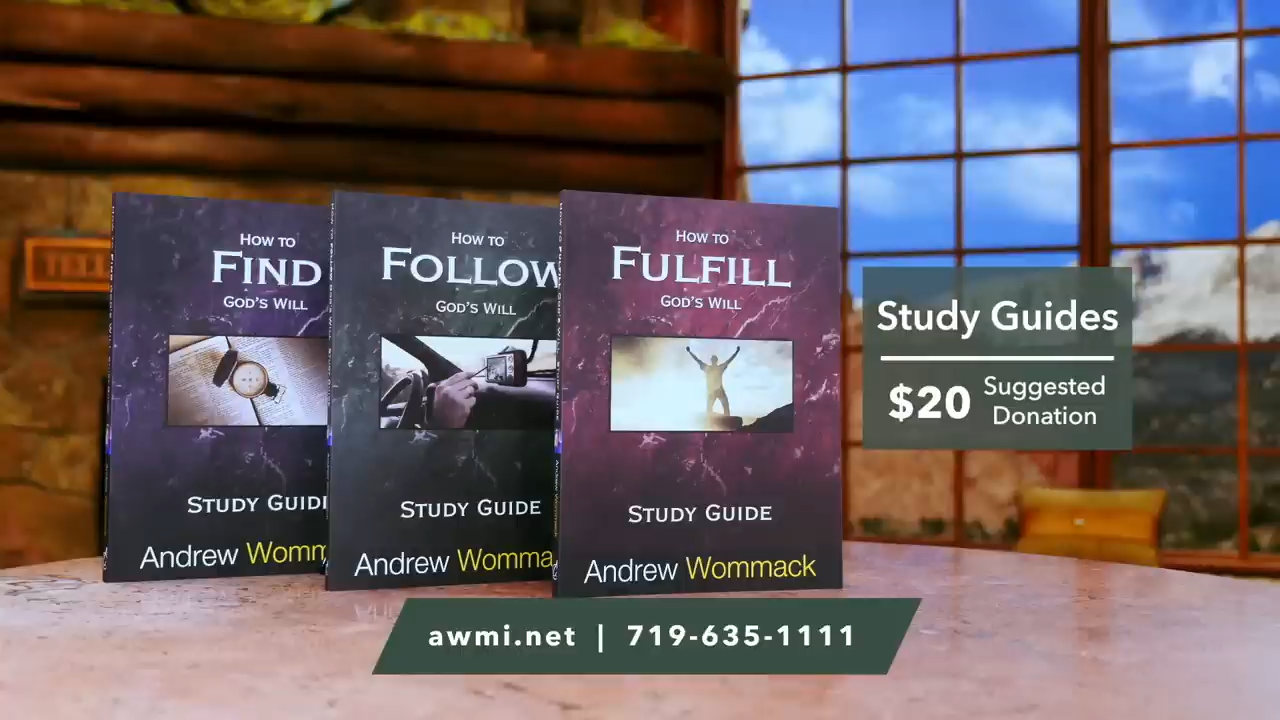 How to
Find
God's Will
Study Guide
Andrew Womm
How to
Follow
God's Will
Study Guide
Andrew Womma
How to
Fulfill
God's Will
Study Guide
Andrew Wommack
Study Guides
$20 Suggested
Donation
awmi.net | 719-635-1111